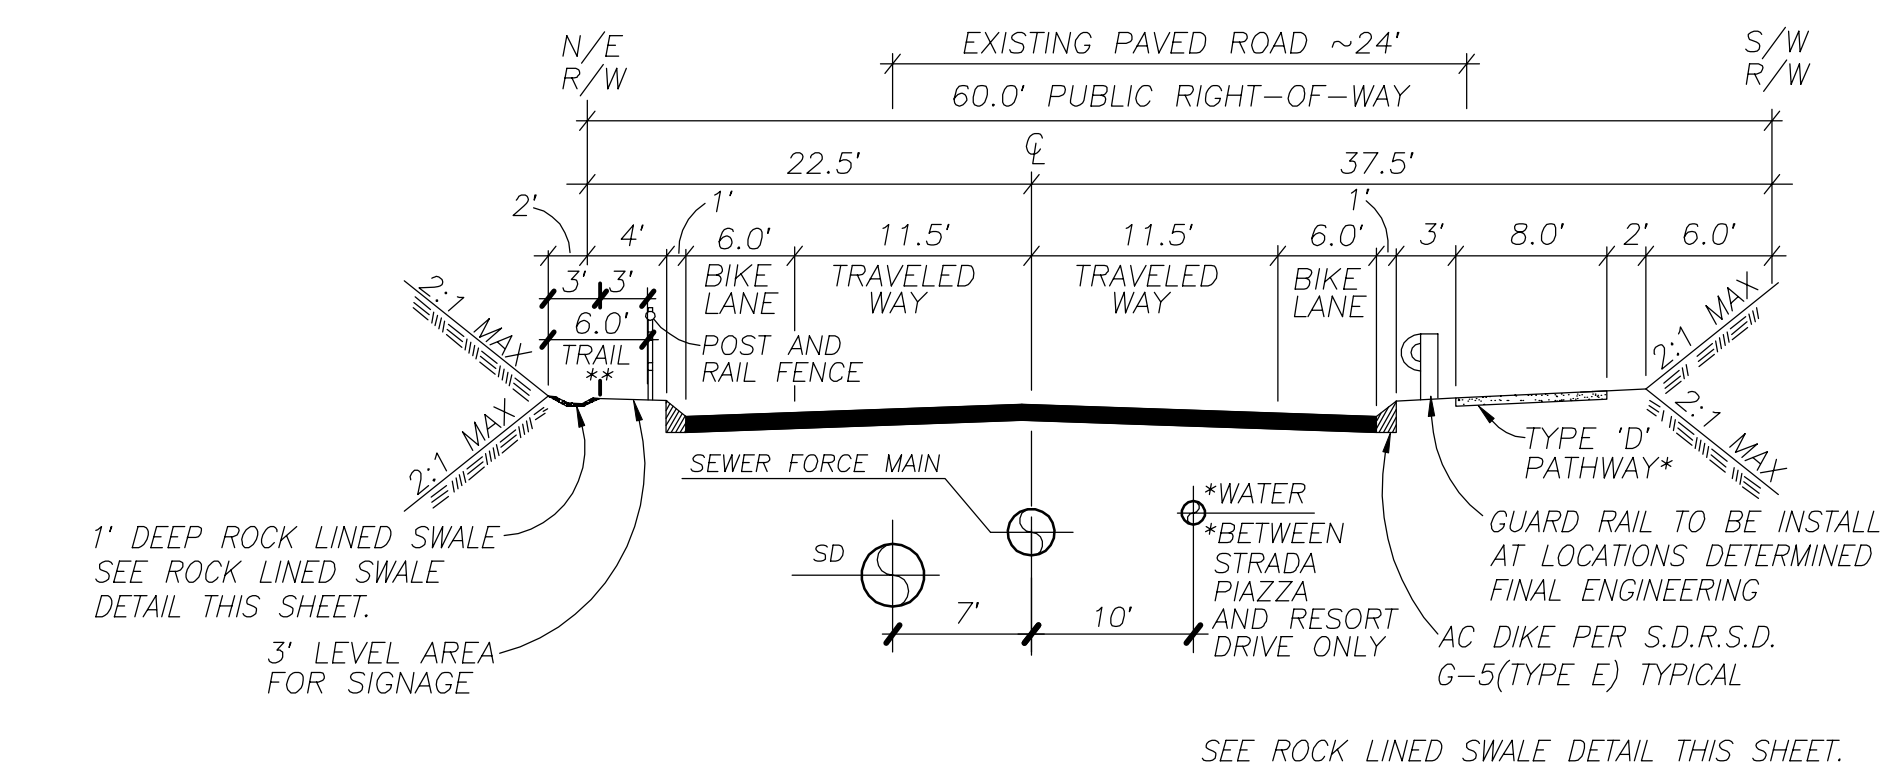 N/E
R/W
EXISTING PAVED ROAD ~24'
S/W
R/W
60.0' PUBLIC RIGHT-OF-WAY
℄
22.5'
37.5'
2'
1'
1'
4'
6.0'
11.5'
11.5'
6.0'
3'
8.0'
2'
6.0'
BIKE
LANE
TRAVELED
WAY
TRAVELED
WAY
BIKE
LANE
3'
3'
6.0'
TRAIL
**
POST AND
RAIL FENCE
2:1 MAX
2:1 MAX
2:1 MAX
2:1 MAX
TYPE 'D'
PATHWAY*
SEWER FORCE MAIN
SD
7'
10'
*WATER
*BETWEEN
STRADA
PIAZZA
AND RESORT
DRIVE ONLY
1' DEEP ROCK LINED SWALE
SEE ROCK LINED SWALE
DETAIL THIS SHEET.
3' LEVEL AREA
FOR SIGNAGE
GUARD RAIL TO BE INSTALL
AT LOCATIONS DETERMINED
FINAL ENGINEERING
AC DIKE PER S.D.R.S.D.
G-5(TYPE E) TYPICAL
SEE ROCK LINED SWALE DETAIL THIS SHEET.